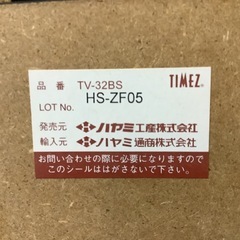 TIMEZ.
品番 TV-32BS
LOT No. HS-ZF05
発売元 ハヤミ工産株式会社
輸入元 ハヤミ通商株式会社
お問い合わせの際に必要になりますので
このシールははがさないで下さい。